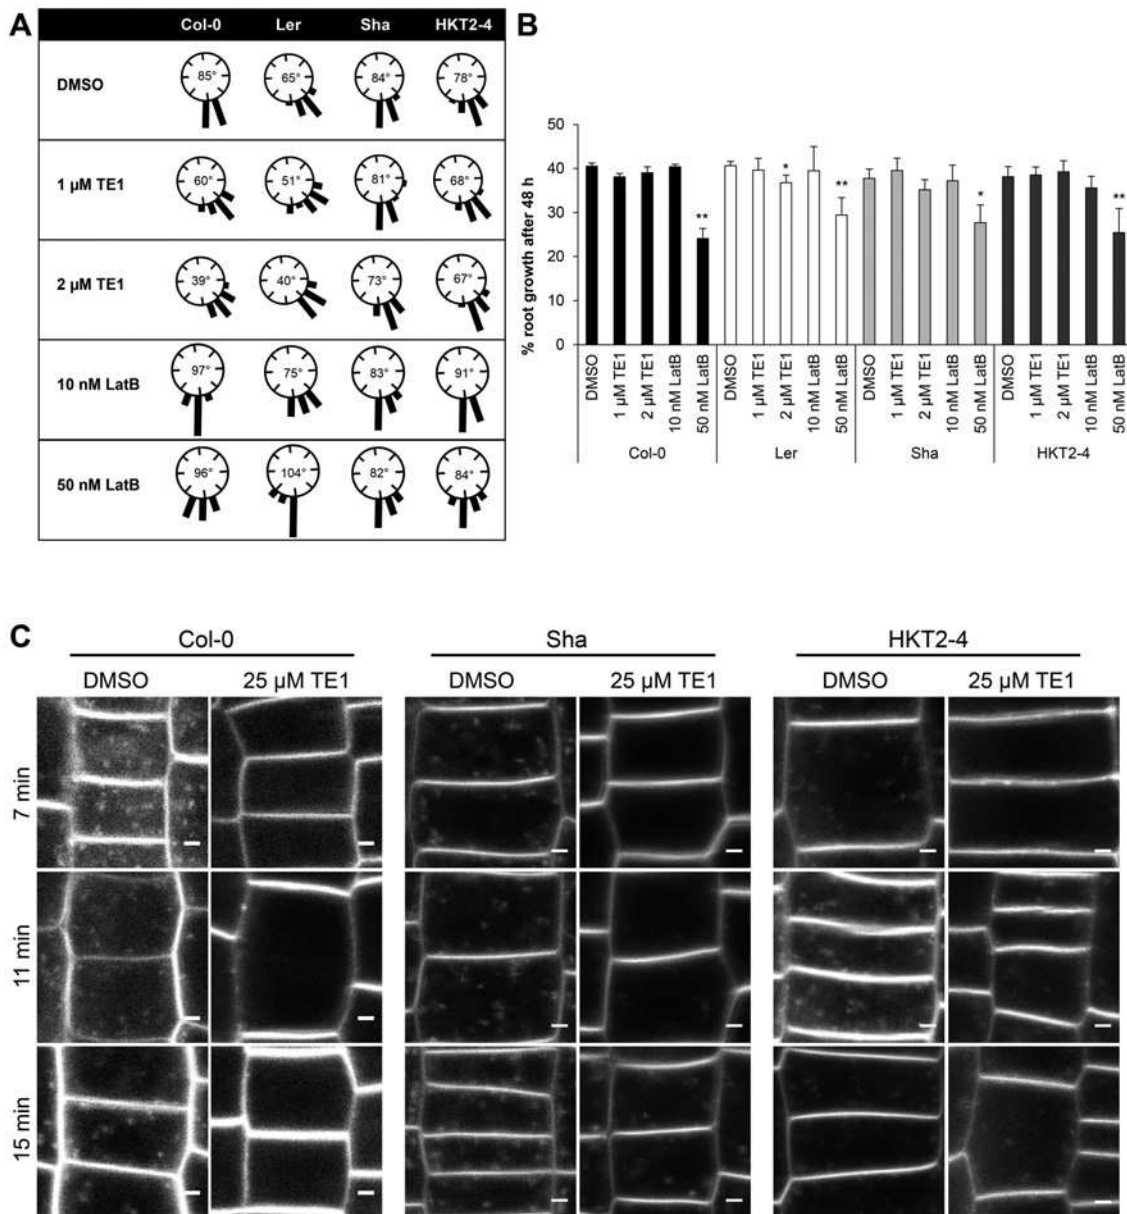 A
Col-0 Ler Sha HKT2-4
DMSO 85° 65° 84° 78°
1 μM TE1 60° 51° 81° 68°
2 μM TE1 39° 40° 73° 67°
10 nM LatB 97° 75° 83° 91°
50 nM LatB 96° 104° 82° 84°
B
% root growth after 48 h
50
40
30
20
10
0
** * ** * **
DMSO 1 μM TE1 2 μM TE1 10 nM LatB 50 nM LatB DMSO 1 μM TE1 2 μM TE1 10 nM LatB 50 nM LatB DMSO 1 μM TE1 2 μM TE1 10 nM LatB 50 nM LatB DMSO 1 μM TE1 2 μM TE1 10 nM LatB 50 nM LatB
Col-0 Ler Sha HKT2-4
C
Col-0 Sha HKT2-4
DMSO 25 μM TE1 DMSO 25 μM TE1 DMSO 25 μM TE1
7 min
11 min
15 min